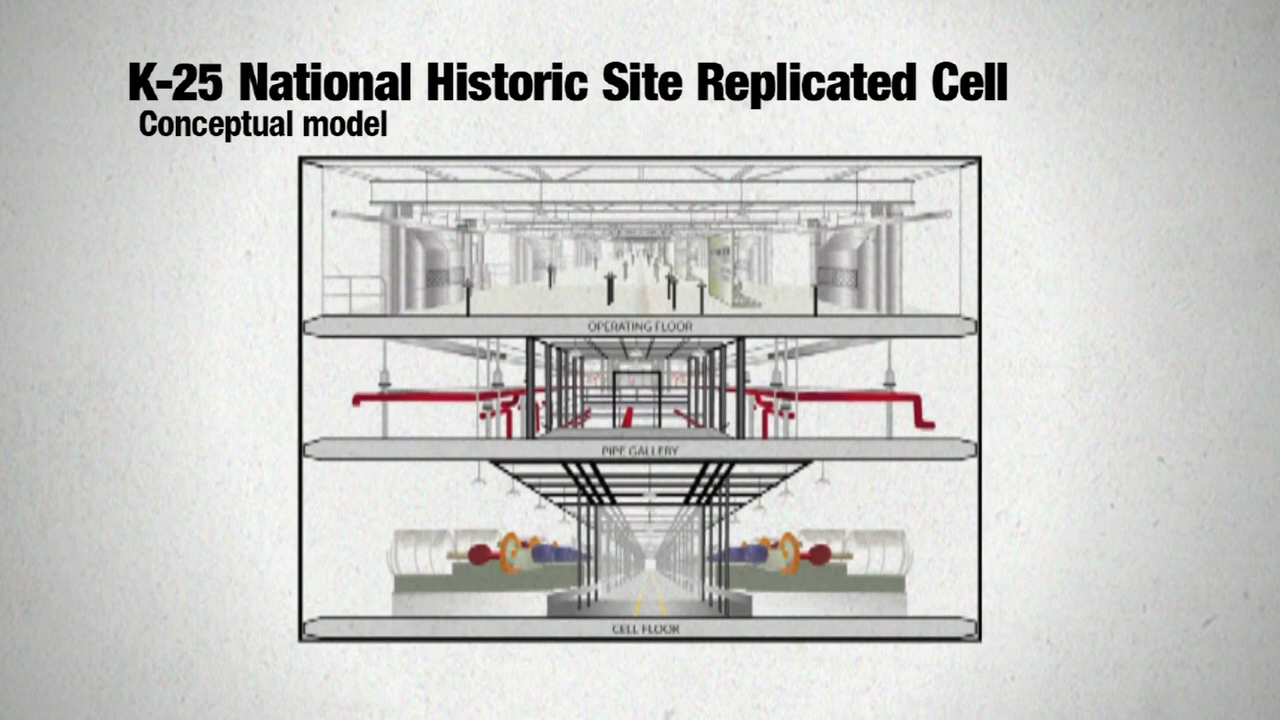 K-25 National Historic Site Replicated Cell
Conceptual model
OPERATING FLOOR
PIPE GALLERY
CELL FLOOR